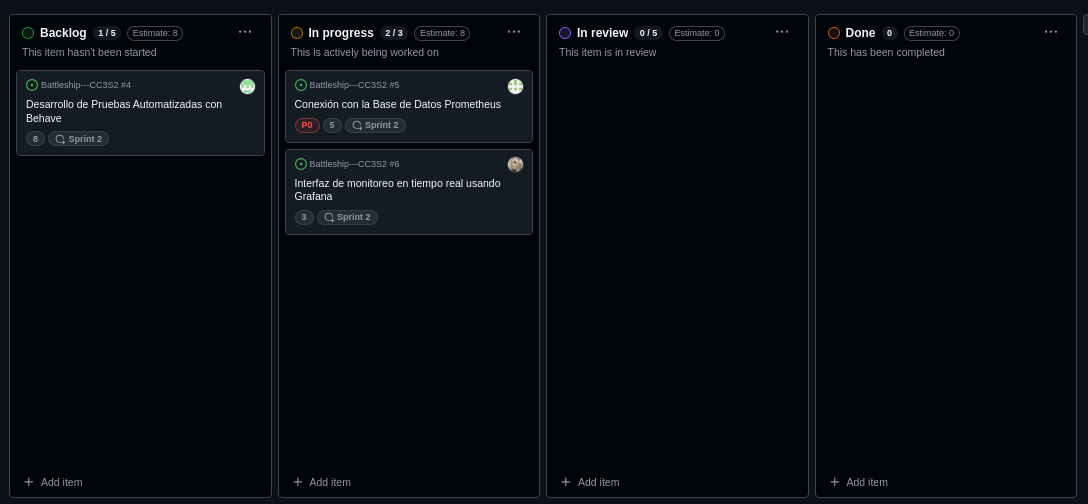 Backlog 1 / 5 Estimate: 8
This item hasn't been started
Battleship---CC3S2 #4
Desarrollo de Pruebas Automatizadas con
Behave
8 Sprint 2
Add item
In progress 2 / 3 Estimate: 8
This is actively being worked on
Battleship---CC3S2 #5
Conexión con la Base de Datos Prometheus
P0 5 Sprint 2
Battleship---CC3S2 #6
Interfaz de monitoreo en tiempo real usando
Grafana
3 Sprint 2
Add item
In review 0 / 5 Estimate: 0
This item is in review
Add item
Done 0 Estimate: 0
This has been completed
Add item